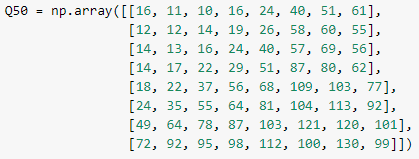 Q50 = np.array([[16, 11, 10, 16, 24, 40, 51, 61],
[12, 12, 14, 19, 26, 58, 60, 55],
[14, 13, 16, 24, 40, 57, 69, 56],
[14, 17, 22, 29, 51, 87, 80, 62],
[18, 22, 37, 56, 68, 109, 103, 77],
[24, 35, 55, 64, 81, 104, 113, 92],
[49, 64, 78, 87, 103, 121, 120, 101],
[72, 92, 95, 98, 112, 100, 130, 99]])